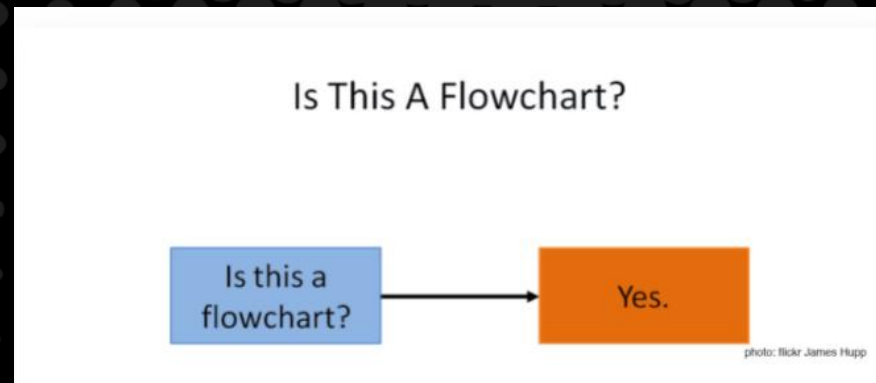 Is This A Flowchart?
Is this a
flowchart?
Yes.
photo: flickr James Hupp